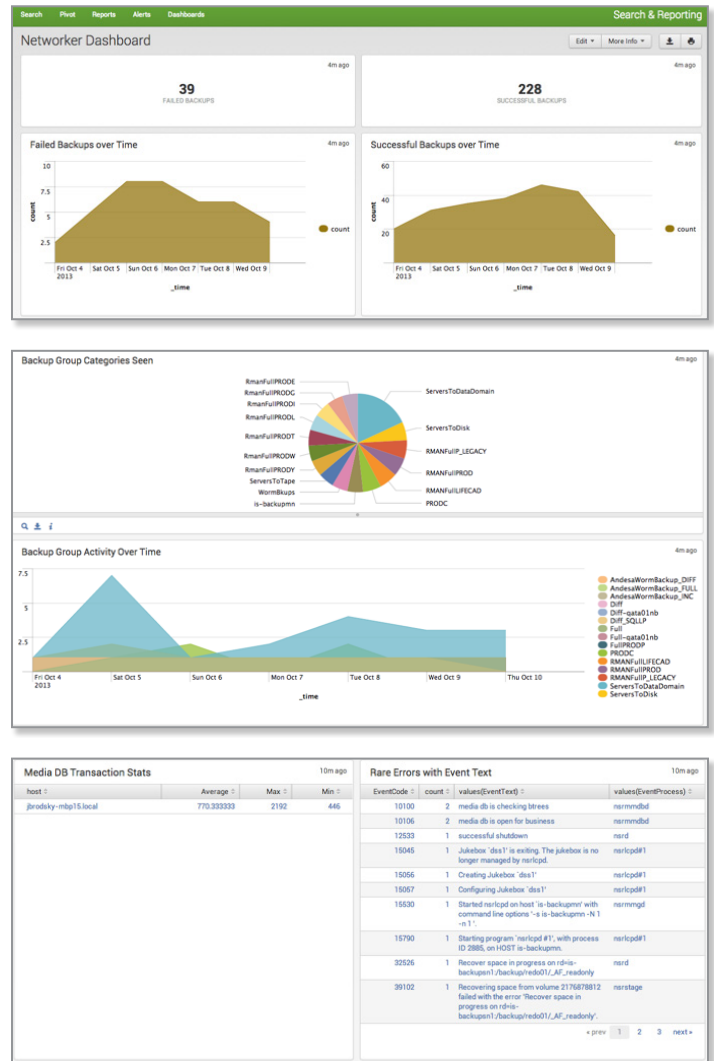 Search Pivot Reports Alerts Dashboards Search & Reporting
Networker Dashboard Edit More Info
4m ago
39
FAILED BACKUPS
4m ago
228
SUCCESSFUL BACKUPS
Failed Backups over Time 4m ago
10
7.5
5
2.5
count
Fri Oct 4 Sat Oct 5 Sun Oct 6 Mon Oct 7 Tue Oct 8 Wed Oct 9
2013
_time
count
Successful Backups over Time 4m ago
60
40
20
count
Fri Oct 4 Sat Oct 5 Sun Oct 6 Mon Oct 7 Tue Oct 8 Wed Oct 9
2013
_time
count
Backup Group Categories Seen 4m ago
RmanFullPRODE
RmanFullPRODG
RmanFullPRODI
RmanFullPRODL
RmanFullPRODT
RmanFullPRODW
RmanFullPRODY
ServersToTape
WormBkups
is-backupmn
ServersToDataDomain
ServersToDisk
RMANFullP_LEGACY
RMANFullPROD
RMANFullLIFECAD
PRODC
i
Backup Group Activity Over Time 4m ago
7.5
5
2.5
Fri Oct 4 Sat Oct 5 Sun Oct 6 Mon Oct 7 Tue Oct 8 Wed Oct 9 Thu Oct 10
2013
_time
AndesaWormBackup_DIFF
AndesaWormBackup_FULL
AndesaWormBackup_INC
Diff
Diff-qata01nb
Diff_SQLLP
Full
Full-qata01nb
FullPRODP
PRODC
RMANFullLIFECAD
RMANFullPROD
RMANFullP_LEGACY
ServersToDataDomain
ServersToDisk
Media DB Transaction Stats 10m ago
host Average Max Min
jbrodsky-mbp15.local 770.333333 2192 446
Rare Errors with Event Text 10m ago
EventCode count values(EventText) values(EventProcess)
10100 2 media db is checking btrees nsrmmdbd
10106 2 media db is open for business nsrmmdbd
12533 1 successful shutdown nsrd
15045 1 Jukebox `dss1' is exiting. The jukebox is no nsrlcpd#1
longer managed by nsrlcpd.
15056 1 Creating Jukebox `dss1' nsrlcpd#1
15057 1 Configuring Jukebox `dss1' nsrlcpd#1
15530 1 Started nsrlcpd on host 'is-backupmn' with nsrmmgd
command line options '-s is-backupmn -N 1
-n 1 '.
15790 1 Starting program `nsrlcpd #1', with process nsrlcpd#1
ID 2885, on HOST is-backupmn.
32526 1 Recover space in progress on rd=is- nsrd
backupsn1:/backup/redo01/_AF_readonly
39102 1 Recovering space from volume 2176878812 nsrstage
failed with the error 'Recover space in
progress on rd=is-
backupsn1:/backup/redo01/_AF_readonly'.
« prev 1 2 3 next »